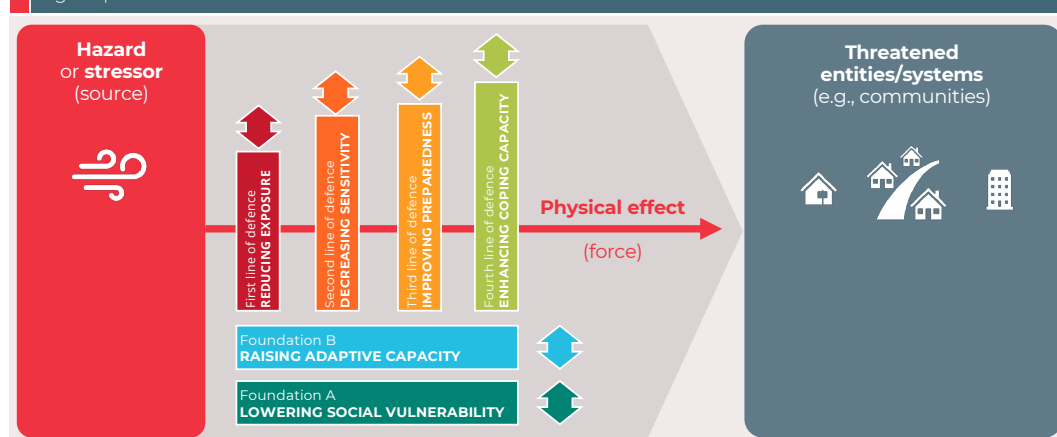 Hazard
or stressor
(source)
First line of defence
REDUCING EXPOSURE
Second line of defence
DECREASING SENSITIVITY
Third line of defence
IMPROVING PREPAREDNESS
Fourth line of defence
ENHANCING COPING CAPACITY
Physical effect
(force)
Foundation B
RAISING ADAPTIVE CAPACITY
Foundation A
LOWERING SOCIAL VULNERABILITY
Threatened
entities/systems
(e.g., communities)